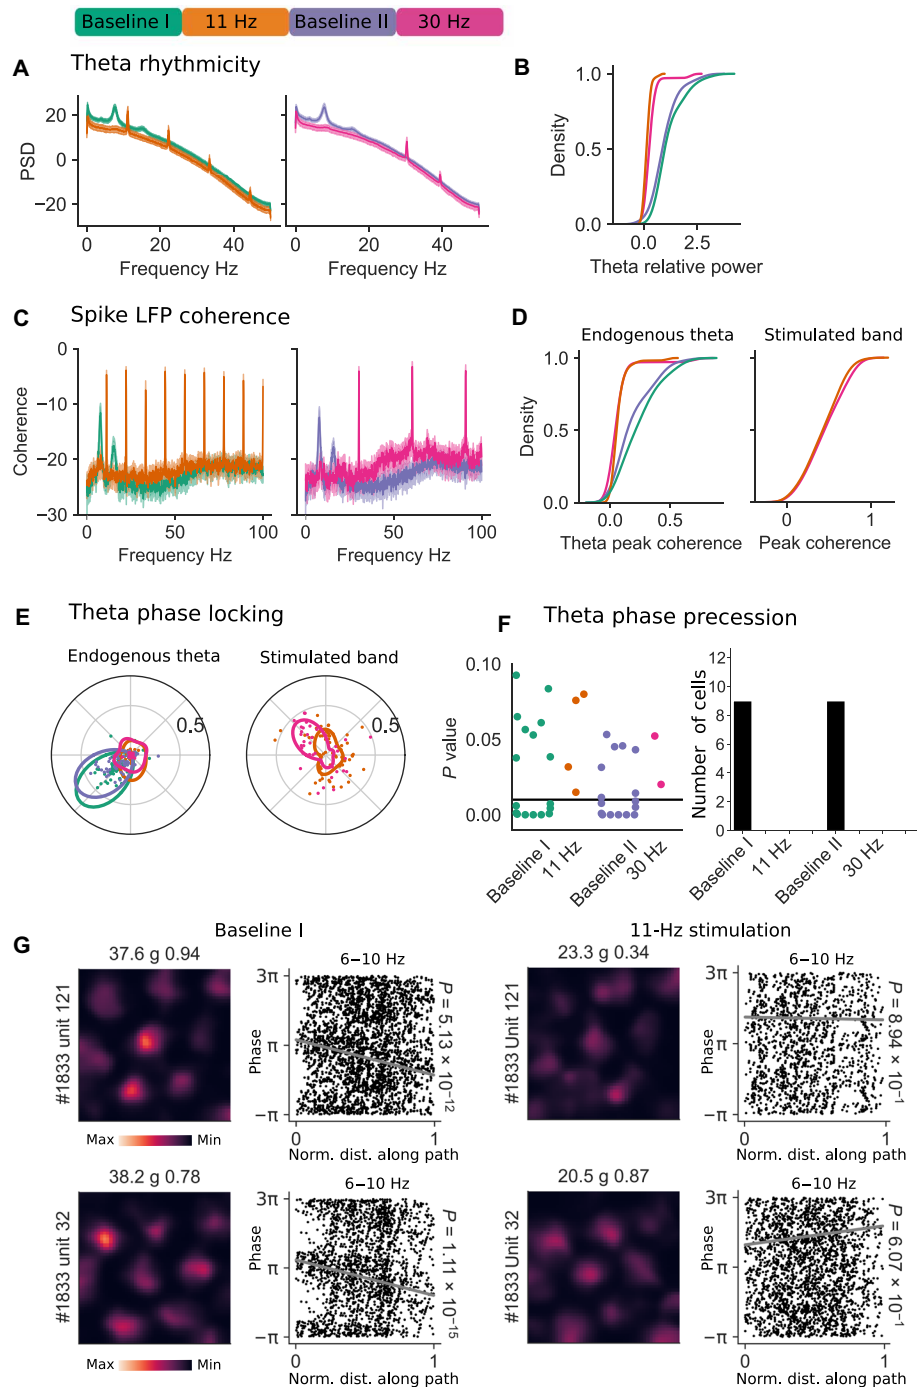 Baseline I 11 Hz Baseline II 30 Hz
A Theta rhythmicity
PSD
20
0
−20
0 20 40
Frequency Hz
0 20 40
Frequency Hz
B
Density
1.0
0.5
0.0
0.0 2.5
Theta relative power
C Spike LFP coherence
Coherence
0
−10
−20
−30
0 50 100
Frequency Hz
0 50 100
Frequency Hz
D
Endogenous theta
Stimulated band
Density
1.0
0.5
0.0
0.0 0.5
Theta peak coherence
0 1
Peak coherence
E Theta phase locking
Endogenous theta
0.5
Stimulated band
0.5
F Theta phase precession
P value
0.10
0.05
0.00
Baseline I
11 Hz
Baseline II
30 Hz
Number of cells
12
10
8
6
4
2
0
Baseline I
11 Hz
Baseline II
30 Hz
G
Baseline I
37.6 g 0.94
#1833 unit 121
Max Min
6−10 Hz
Phase
3π
π
−π
0 1
Norm. dist. along path
P = 5.13 × 10−12
11-Hz stimulation
23.3 g 0.34
#1833 Unit 121
6−10 Hz
Phase
3π
π
−π
0 1
Norm. dist. along path
P = 8.94 × 10−1
38.2 g 0.78
#1833 unit 32
Max Min
6−10 Hz
Phase
3π
π
−π
0 1
Norm. dist. along path
P = 1.11 × 10−15
20.5 g 0.87
#1833 Unit 32
6−10 Hz
Phase
3π
π
−π
0 1
Norm. dist. along path
P = 6.07 × 10−1